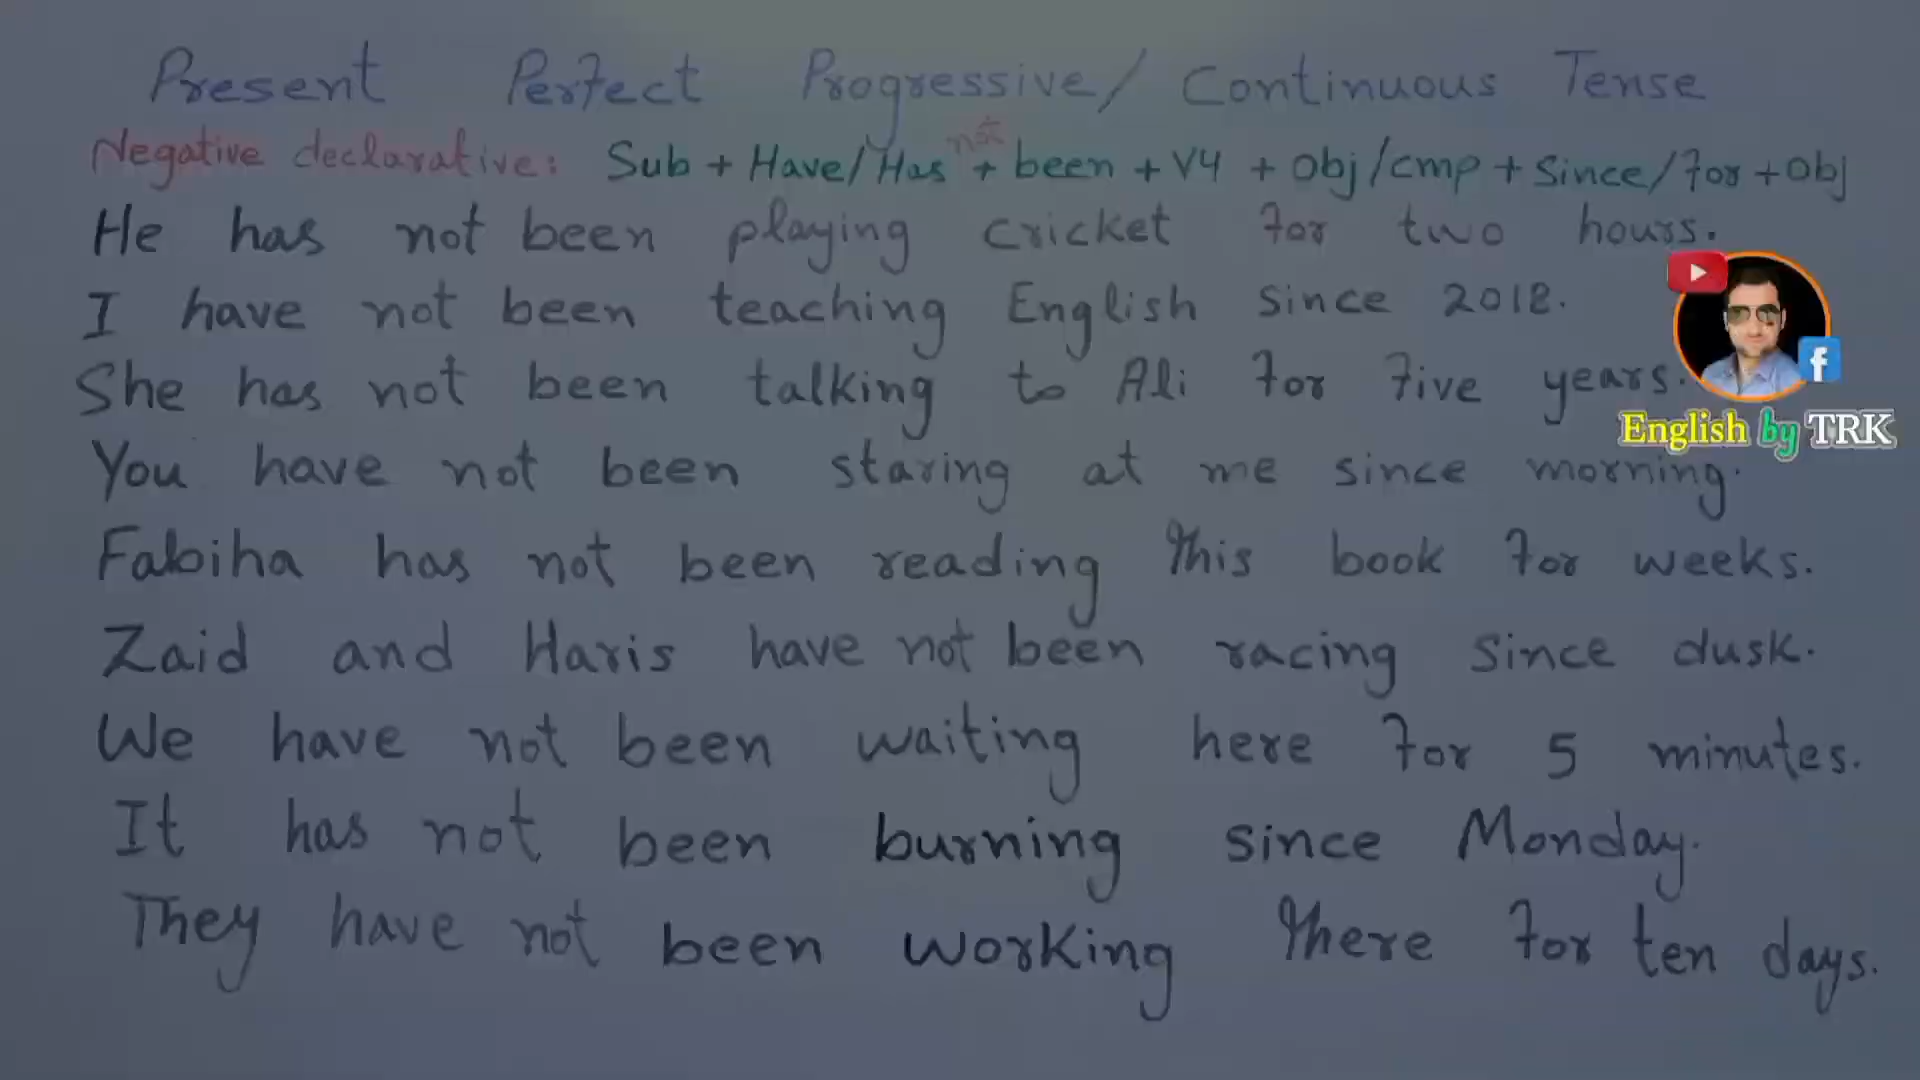 Present Perfect Progressive/ Continuous Tense
Negative declarative: Sub + Have/Has not + been + V4 + Obj/cmp + Since/for + Obj
He has not been playing cricket for two hours.
I have not been teaching English since 2018.
She has not been talking to Ali for five years.
You have not been staring at me since morning.
Fabiha has not been reading this book for weeks.
Zaid and Haris have not been racing since dusk.
We have not been waiting here for 5 minutes.
It has not been burning since Monday.
They have not been working there for ten days.
f
English by TRK